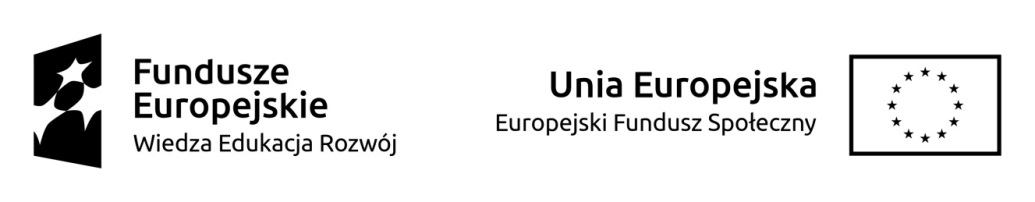 Fundusze
Europejskie
Wiedza Edukacja Rozwój
Unia Europejska
Europejski Fundusz Społeczny